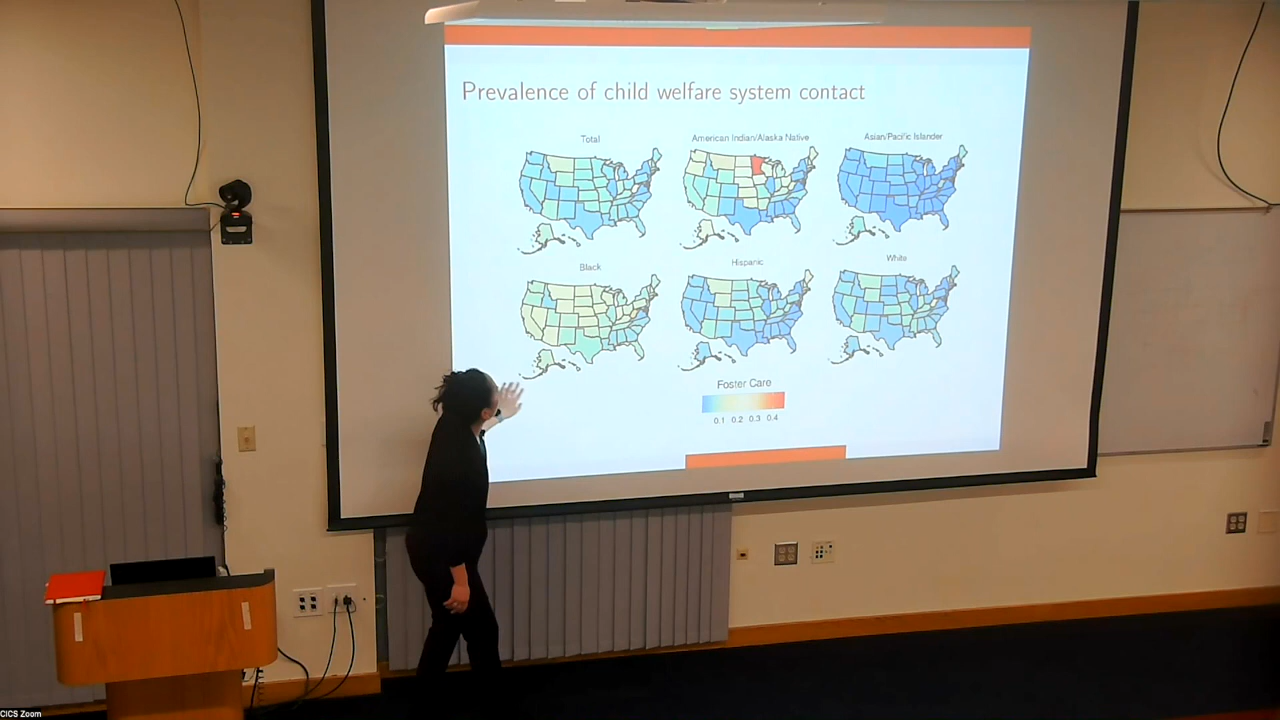 Prevalence of child welfare system contact
Total
American Indian/Alaska Native
Asian/Pacific Islander
Black
Hispanic
White
Foster Care
0.1 0.2 0.3 0.4
CICS Zoom